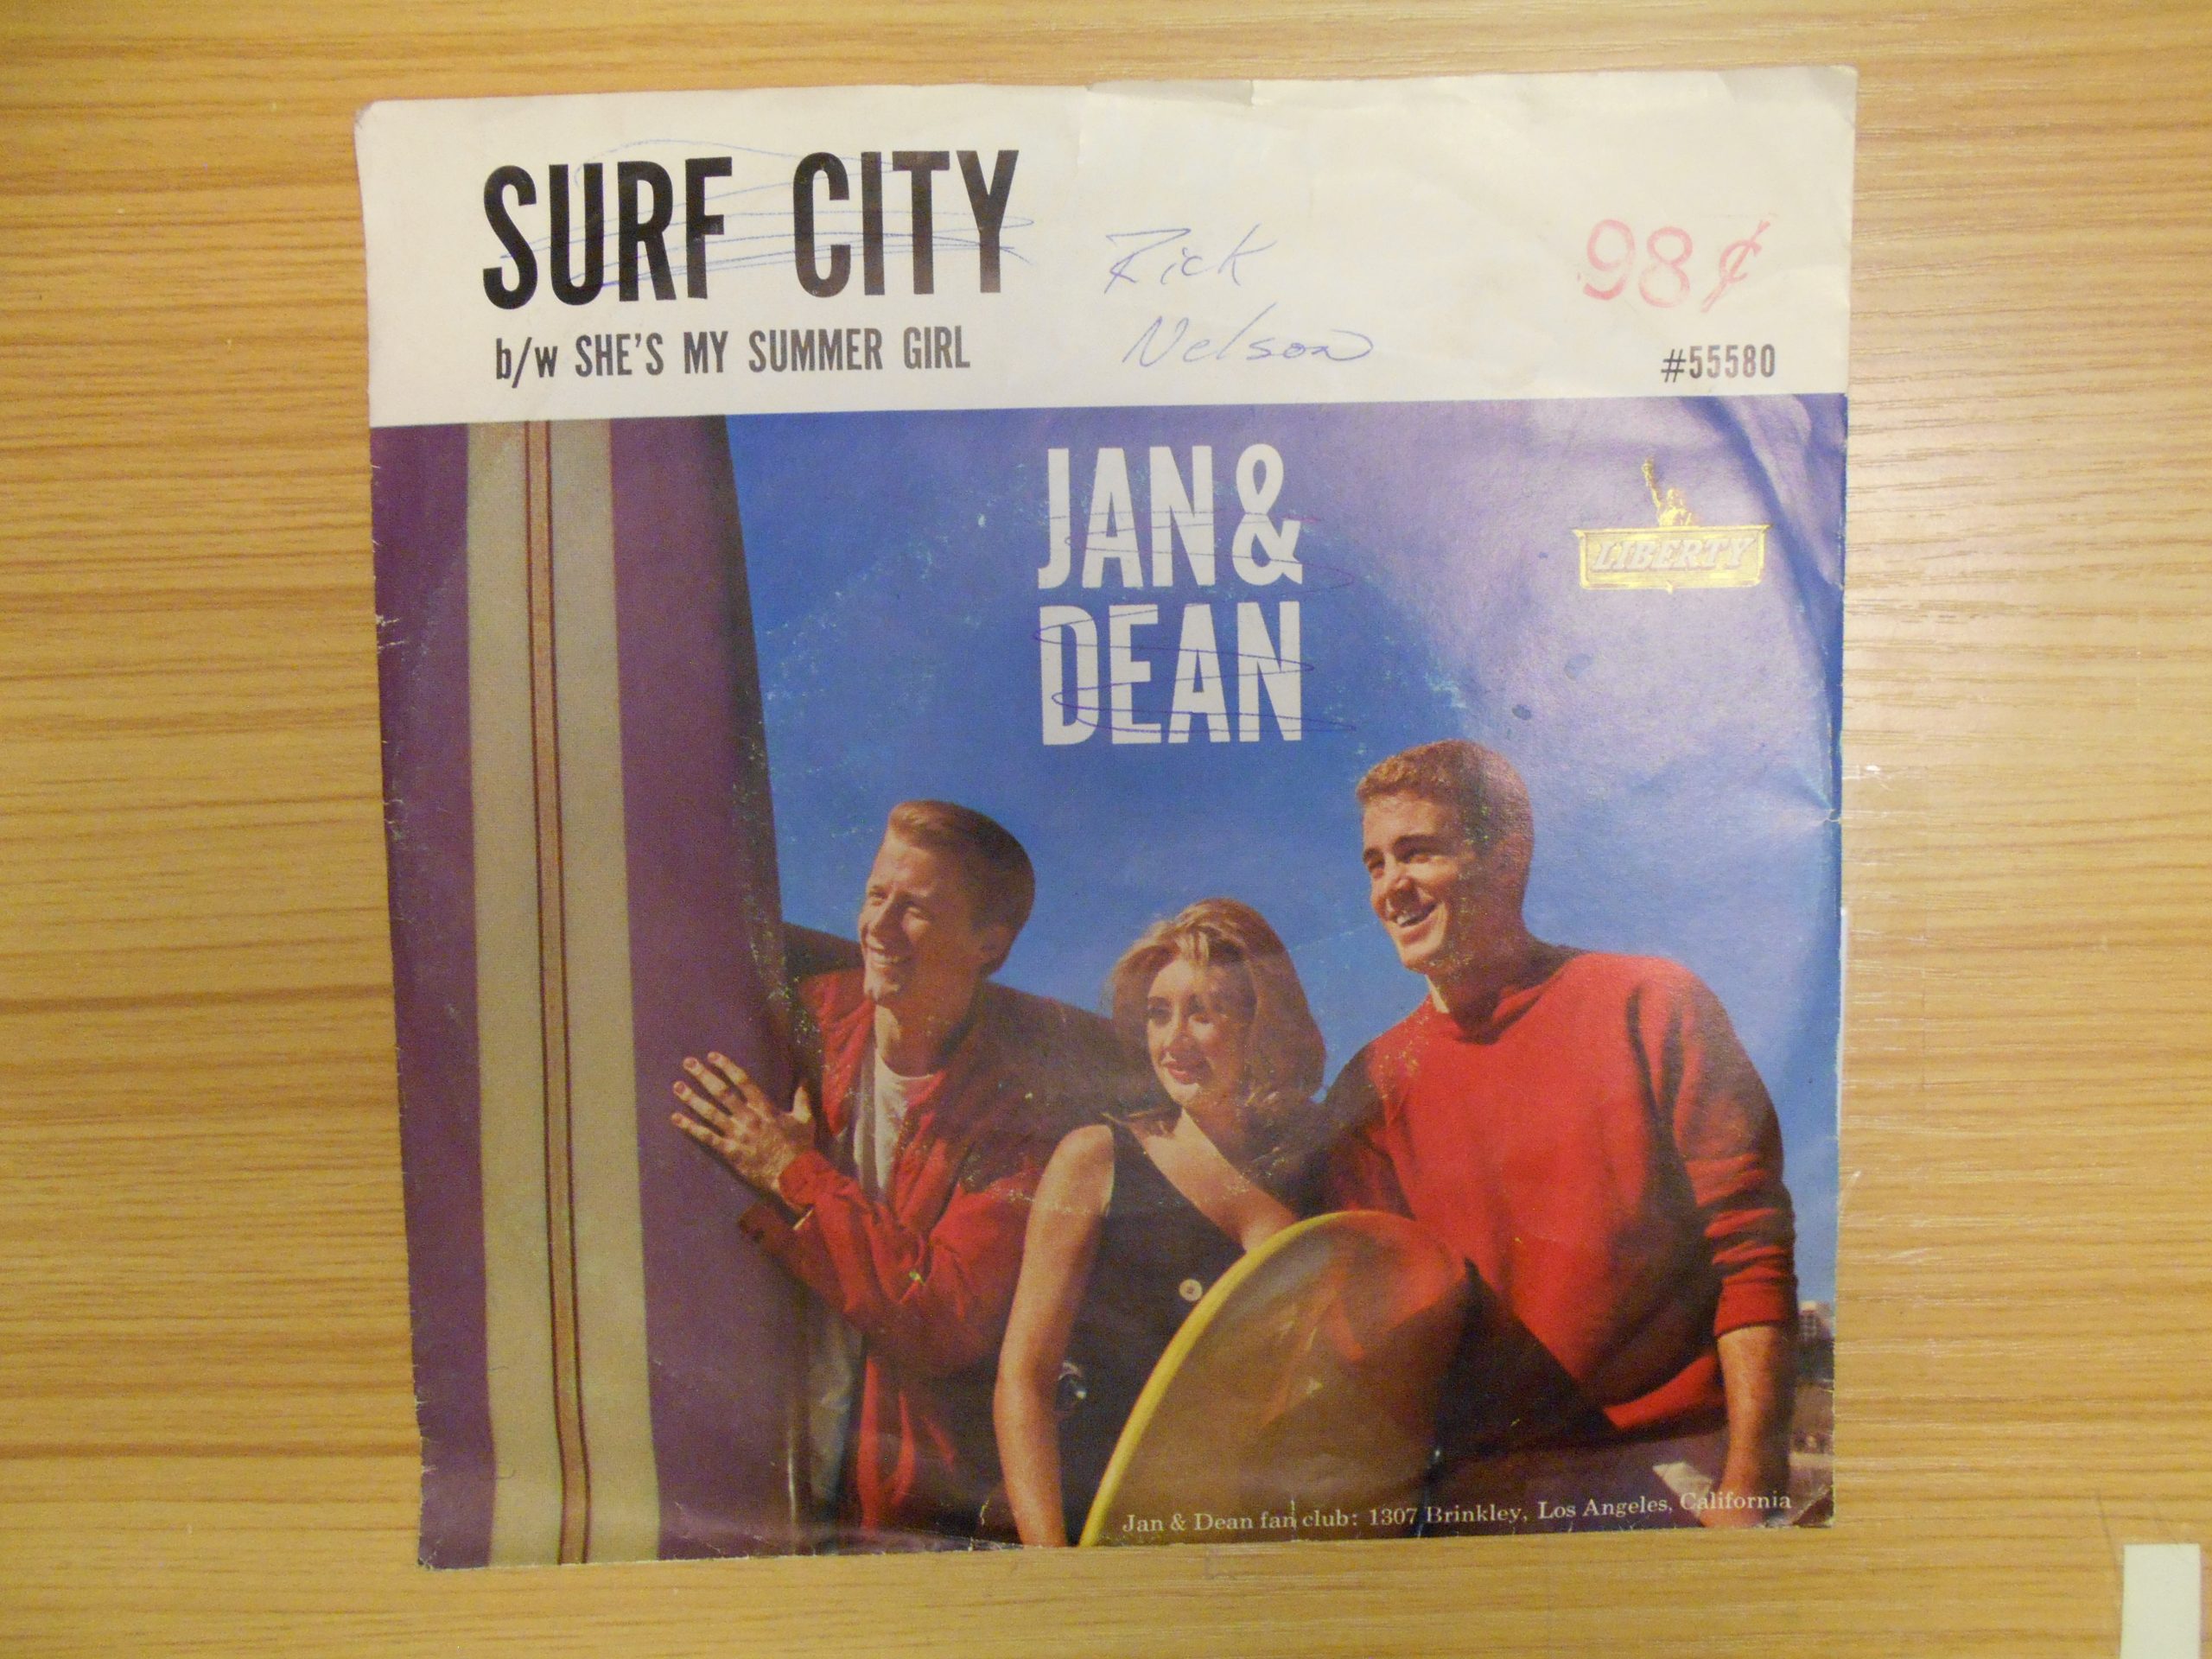 SURF CITY
Rick
Nelson
98¢
b/w SHE'S MY SUMMER GIRL
#55580
JAN &
DEAN
LIBERTY
Jan & Dean fan club: 1307 Brinkley, Los Angeles, California